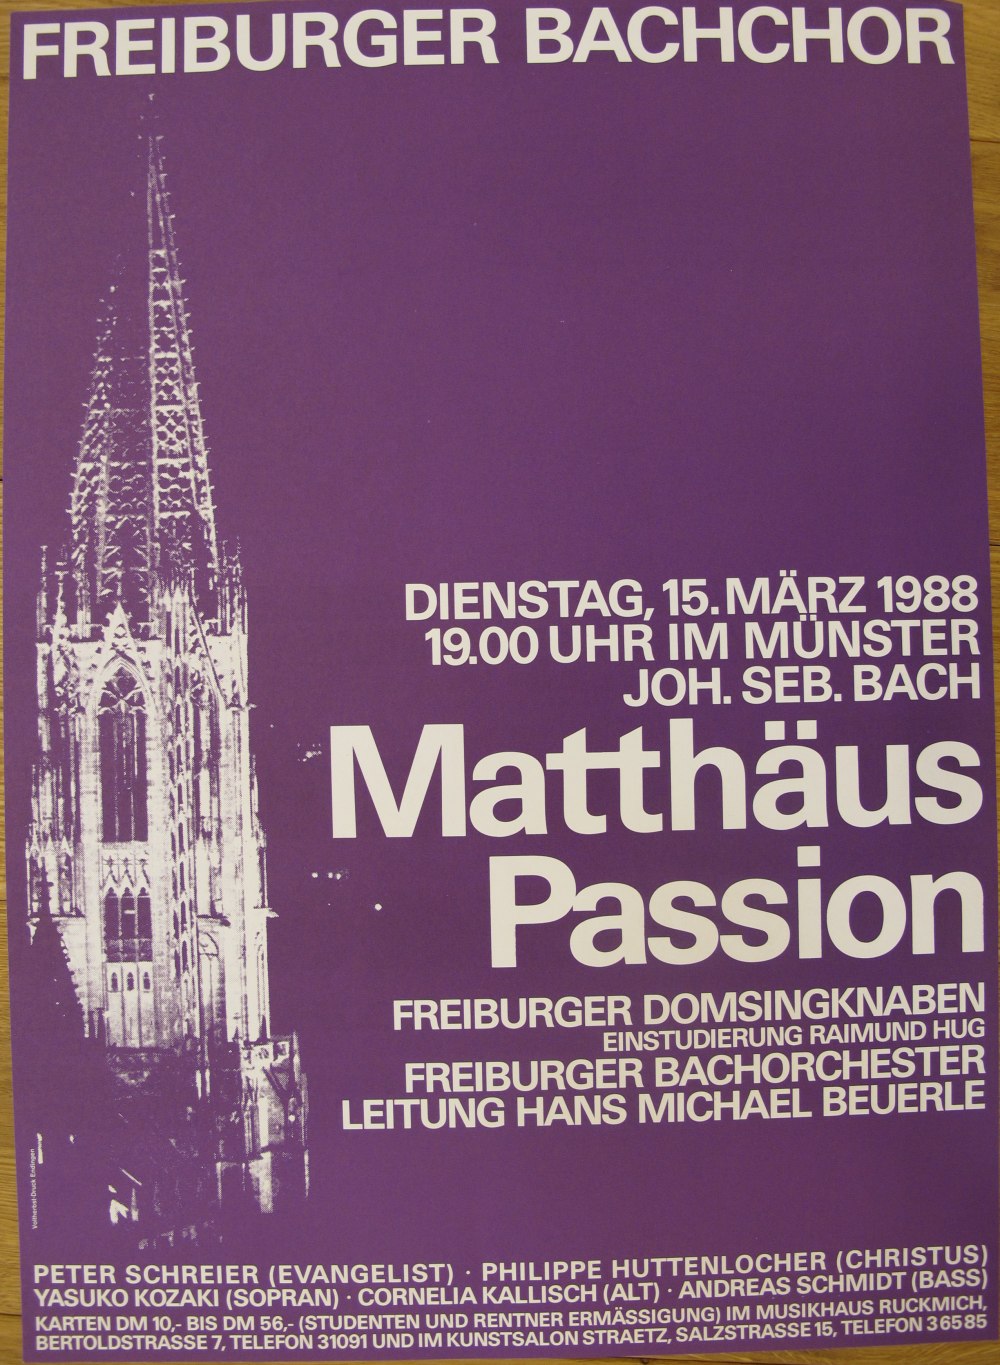 FREIBURGER BACHCHOR
DIENSTAG, 15. MÄRZ 1988
19.00 UHR IM MÜNSTER
JOH. SEB. BACH
Matthäus
Passion
FREIBURGER DOMSINGKNABEN
EINSTUDIERUNG RAIMUND HUG
FREIBURGER BACHORCHESTER
LEITUNG HANS MICHAEL BEUERLE
Vollherbst-Druck Endingen
PETER SCHREIER (EVANGELIST) · PHILIPPE HUTTENLOCHER (CHRISTUS)
YASUKO KOZAKI (SOPRAN) · CORNELIA KALLISCH (ALT) · ANDREAS SCHMIDT (BASS)
KARTEN DM 10,- BIS DM 56,- (STUDENTEN UND RENTNER ERMÄSSIGUNG) IM MUSIKHAUS RUCKMICH,
BERTOLDSTRASSE 7, TELEFON 31091 UND IM KUNSTSALON STRAETZ, SALZSTRASSE 15, TELEFON 36585